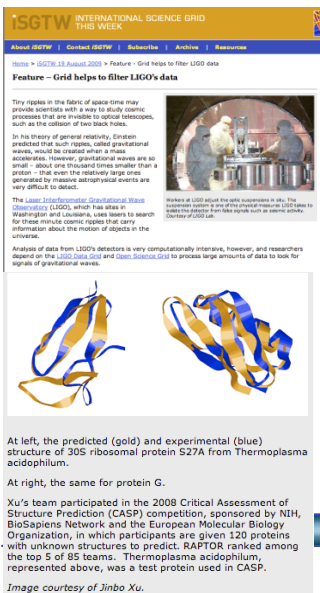 iSGTW INTERNATIONAL SCIENCE GRID
THIS WEEK
About iSGTW | Contact iSGTW | Subscribe | Archive | Resources
Home > iSGTW 19 August 2009 > Feature - Grid helps to filter LIGO's data
Feature – Grid helps to filter LIGO's data
Tiny ripples in the fabric of space-time may
provide scientists with a way to study cosmic
processes that are invisible to optical telescopes,
such as the collision of two black holes.
In his theory of general relativity, Einstein
predicted that such ripples, called gravitational
waves, would be created when a mass
accelerates. However, gravitational waves are so
small – about one thousand times smaller than a
proton – that even the relatively large ones
generated by massive astrophysical events are
very difficult to detect.
The Laser Interferometer Gravitational Wave
Observatory (LIGO), which has sites in
Washington and Louisiana, uses lasers to search
for these minute cosmic ripples that carry
information about the motion of objects in the
universe.
Workers at LIGO adjust the optic suspensions in situ. The
suspension system is one of the physical measures LIGO takes to
isolate the detector from false signals such as seismic activity.
Courtesy of LIGO Lab.
Analysis of data from LIGO's detectors is very computationally intensive, however, and researchers
depend on the LIGO Data Grid and Open Science Grid to process large amounts of data to look for
signals of gravitational waves.
At left, the predicted (gold) and experimental (blue)
structure of 30S ribosomal protein S27A from Thermoplasma
acidophilum.
At right, the same for protein G.
Xu's team participated in the 2008 Critical Assessment of
Structure Prediction (CASP) competition, sponsored by NIH,
BioSapiens Network and the European Molecular Biology
Organization, in which participants are given 120 proteins
with unknown structures to predict. RAPTOR ranked among
the top 5 of 85 teams. Thermoplasma acidophilum,
represented above, was a test protein used in CASP.
Image courtesy of Jinbo Xu.